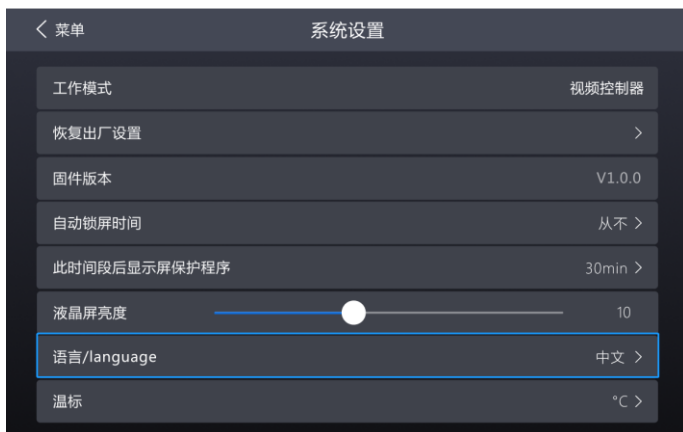 菜单 系统设置
工作模式 视频控制器
恢复出厂设置
固件版本 V1.0.0
自动锁屏时间 从不
此时间段后显示屏保护程序 30min
液晶屏亮度 10
语言/language 中文
温标 °C